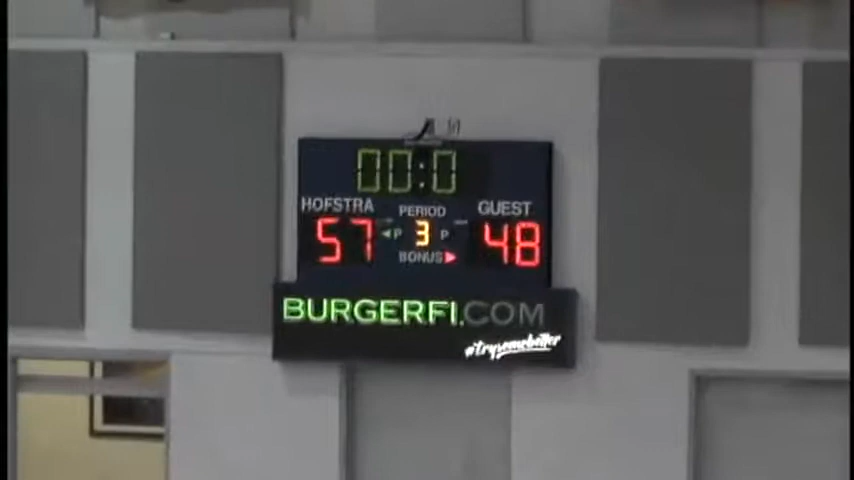 00:0
HOFSTRA PERIOD GUEST
57 ◄P 3 P 48
BONUS►
BURGERFI.COM
#trysomebetter